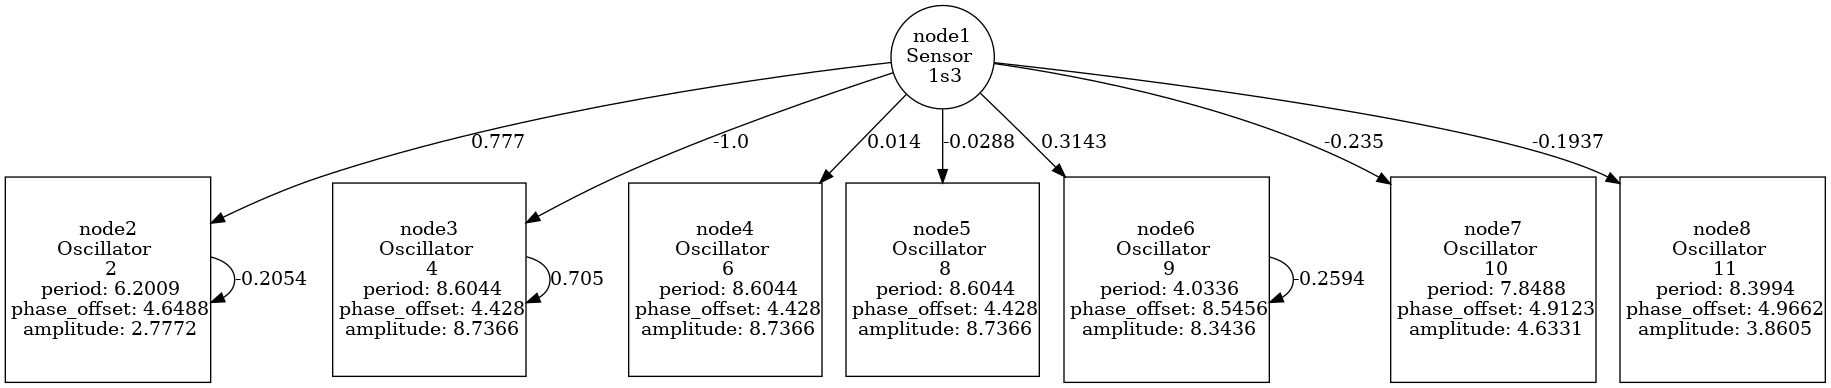 node1
Sensor
1s3
0.777
-1.0
0.014
-0.0288
0.3143
-0.235
-0.1937
node2
Oscillator
2
period: 6.2009
phase_offset: 4.6488
amplitude: 2.7772
-0.2054
node3
Oscillator
4
period: 8.6044
phase_offset: 4.428
amplitude: 8.7366
0.705
node4
Oscillator
6
period: 8.6044
phase_offset: 4.428
amplitude: 8.7366
node5
Oscillator
8
period: 8.6044
phase_offset: 4.428
amplitude: 8.7366
node6
Oscillator
9
period: 4.0336
phase_offset: 8.5456
amplitude: 8.3436
-0.2594
node7
Oscillator
10
period: 7.8488
phase_offset: 4.9123
amplitude: 4.6331
node8
Oscillator
11
period: 8.3994
phase_offset: 4.9662
amplitude: 3.8605